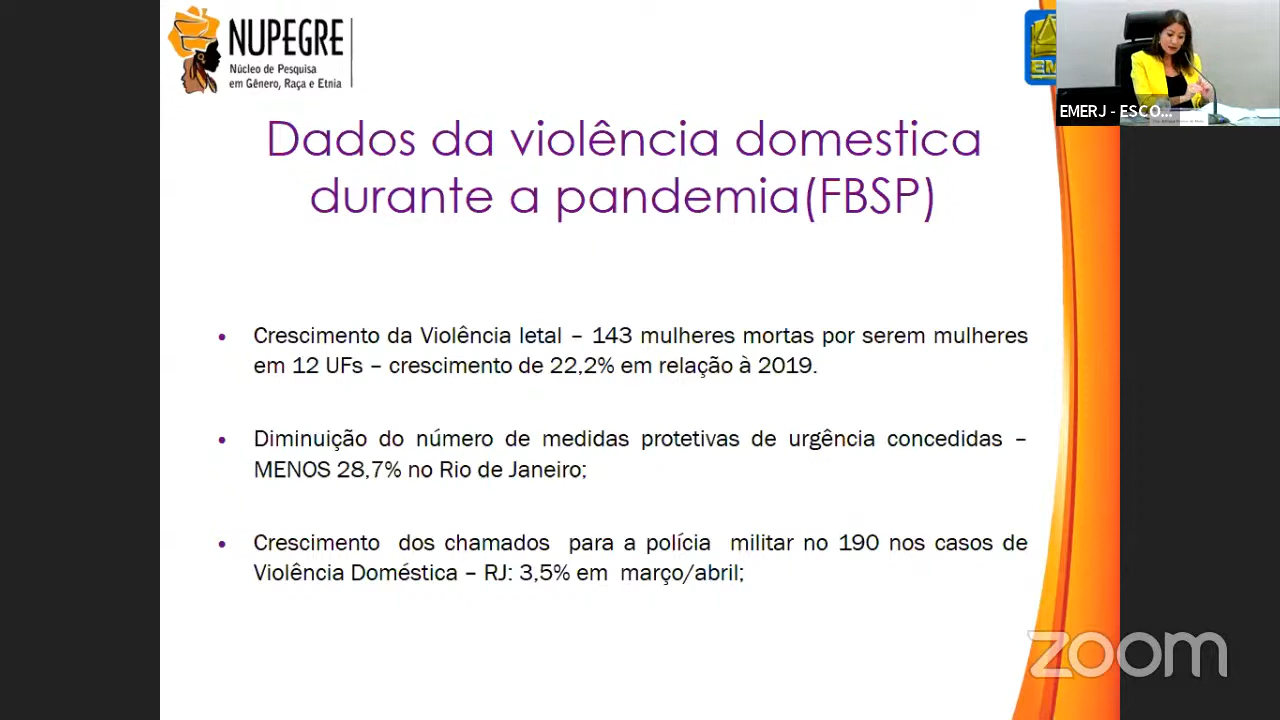 NUPEGRE
Núcleo de Pesquisa
em Gênero, Raça e Etnia
EMERJ - ESCO...
Dados da violência domestica
durante a pandemia(FBSP)
• Crescimento da Violência letal – 143 mulheres mortas por serem mulheres
em 12 UFs – crescimento de 22,2% em relação à 2019.
• Diminuição do número de medidas protetivas de urgência concedidas –
MENOS 28,7% no Rio de Janeiro;
• Crescimento dos chamados para a polícia militar no 190 nos casos de
Violência Doméstica – RJ: 3,5% em março/abril;
zoom